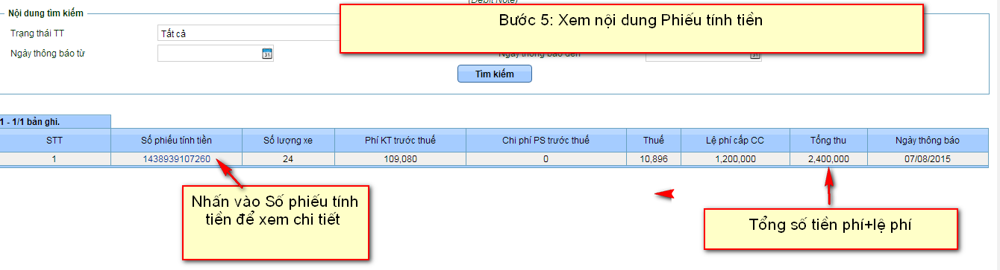 (Debit Note)
Nội dung tìm kiếm
Bước 5: Xem nội dung Phiếu tính tiền
Trạng thái TT
Tất cả
Ngày thông báo từ
31
Ngày thông báo đến
31
Tìm kiếm
1 - 1/1 bản ghi.
STT Số phiếu tính tiền Số lượng xe Phí KT trước thuế Chi phí PS trước thuế Thuế Lệ phí cấp CC Tổng thu Ngày thông báo
1 1438939107260 24 109,080 0 10,896 1,200,000 2,400,000 07/08/2015
Nhấn vào Số phiếu tính
tiền để xem chi tiết
Tổng số tiền phí+lệ phí